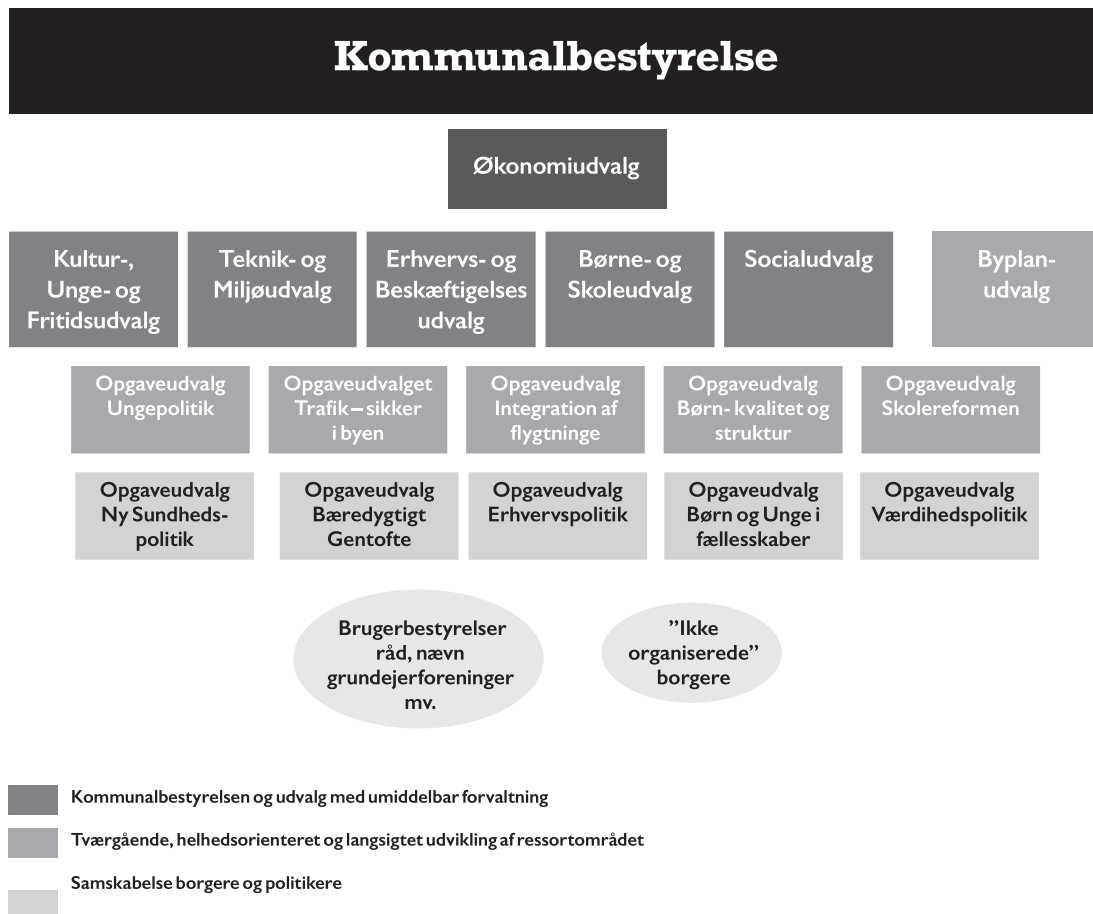 Kommunalbestyrelse
Økonomiudvalg
Kultur-,
Unge- og
Fritidsudvalg
Teknik- og
Miljøudvalg
Erhvervs- og
Beskæftigelses
udvalg
Børne- og
Skoleudvalg
Socialudvalg
Byplan-
udvalg
Opgaveudvalg
Ungepolitik
Opgaveudvalget
Trafik – sikker
i byen
Opgaveudvalg
Integration af
flygtninge
Opgaveudvalg
Børn- kvalitet og
struktur
Opgaveudvalg
Skolereformen
Opgaveudvalg
Ny Sundheds-
politik
Opgaveudvalg
Bæredygtigt
Gentofte
Opgaveudvalg
Erhvervspolitik
Opgaveudvalg
Børn og Unge i
fællesskaber
Opgaveudvalg
Værdihedspolitik
Brugerbestyrelser
råd, nævn
grundejerforeninger
mv.
”Ikke
organiserede”
borgere
Kommunalbestyrelsen og udvalg med umiddelbar forvaltning
Tværgående, helhedsorienteret og langsigtet udvikling af ressortområdet
Samskabelse borgere og politikere